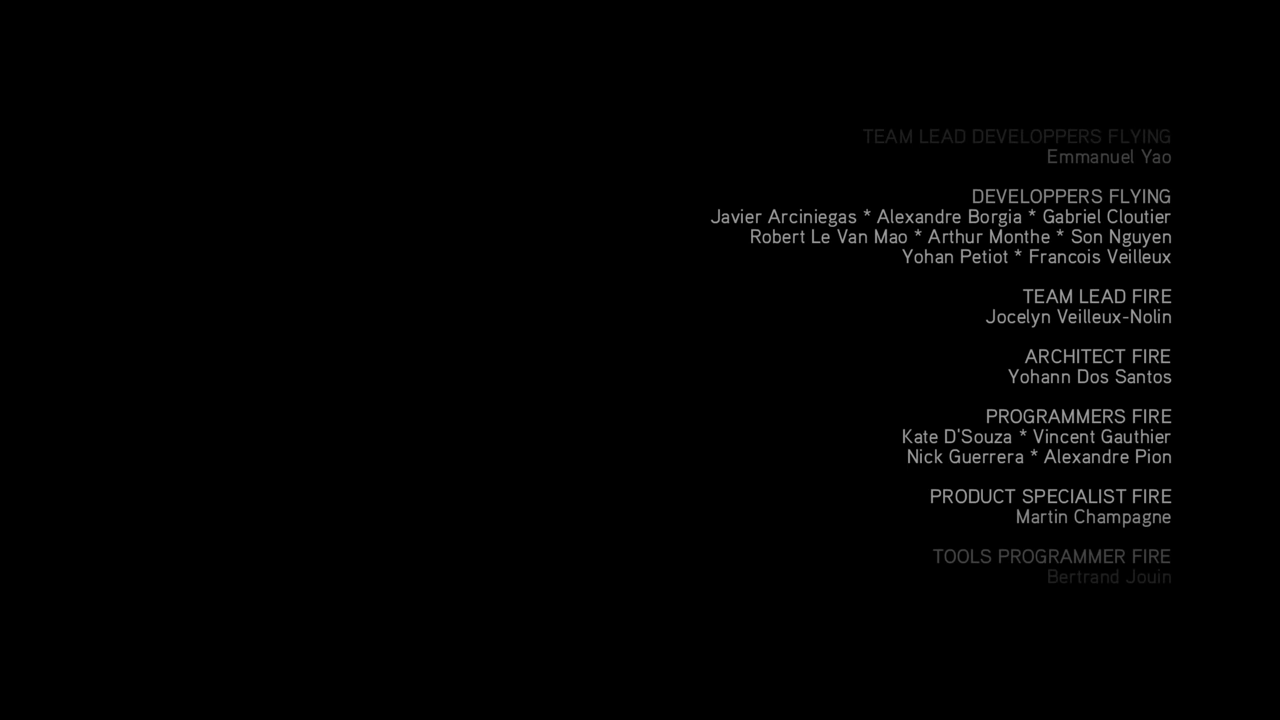 TEAM LEAD DEVELOPPERS FLYING
Emmanuel Yao
DEVELOPPERS FLYING
Javier Arciniegas * Alexandre Borgia * Gabriel Cloutier
Robert Le Van Mao * Arthur Monthe * Son Nguyen
Yohan Petiot * Francois Veilleux
TEAM LEAD FIRE
Jocelyn Veilleux-Nolin
ARCHITECT FIRE
Yohann Dos Santos
PROGRAMMERS FIRE
Kate D'Souza * Vincent Gauthier
Nick Guerrera * Alexandre Pion
PRODUCT SPECIALIST FIRE
Martin Champagne
TOOLS PROGRAMMER FIRE
Bertrand Jouin